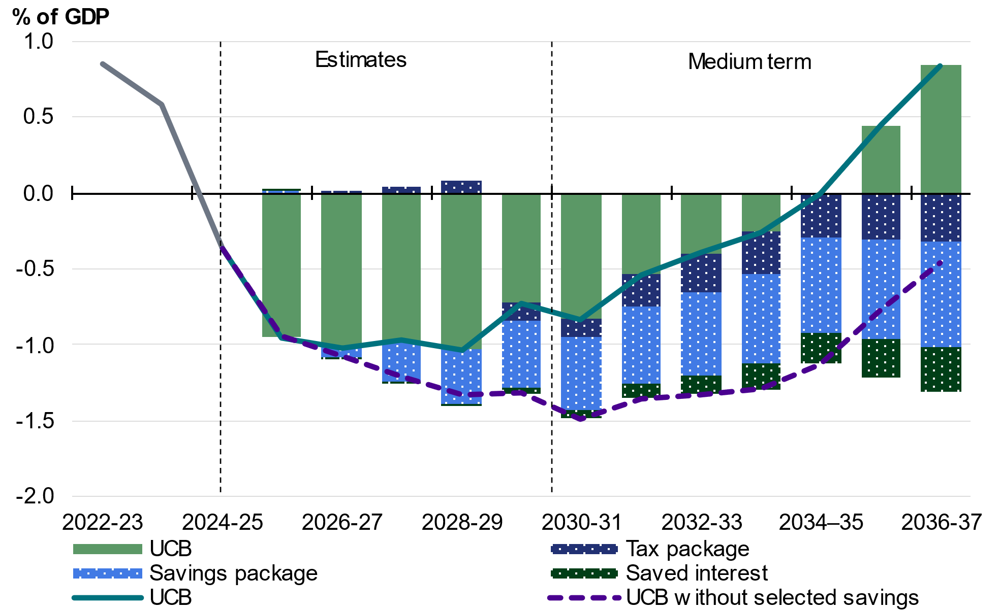 % of GDP
1.0
Estimates
Medium term
0.5
0.0
-0.5
-1.0
-1.5
-2.0
2022-23 2024-25 2026-27 2028-29 2030-31 2032-33 2034–35 2036-37
UCB Tax package
Savings package Saved interest
UCB UCB w ithout selected savings